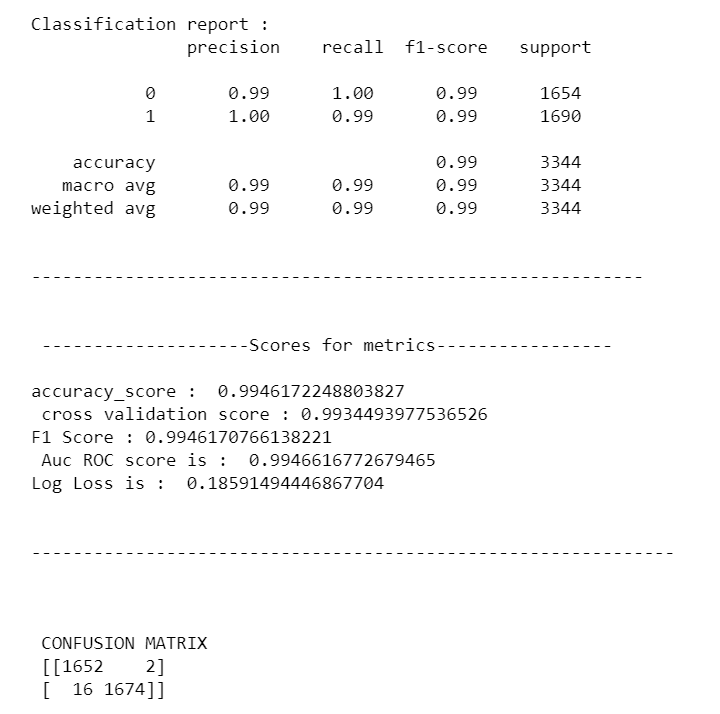 Classification report :
precision recall f1-score support
0 0.99 1.00 0.99 1654
1 1.00 0.99 0.99 1690
accuracy 0.99 3344
macro avg 0.99 0.99 0.99 3344
weighted avg 0.99 0.99 0.99 3344
-----------------------------------------------------------
--------------------Scores for metrics-----------------
accuracy_score : 0.9946172248803827
cross validation score : 0.9934493977536526
F1 Score : 0.9946170766138221
Auc ROC score is : 0.9946616772679465
Log Loss is : 0.18591494446867704
--------------------------------------------------------------
CONFUSION MATRIX
[[1652 2]
[ 16 1674]]